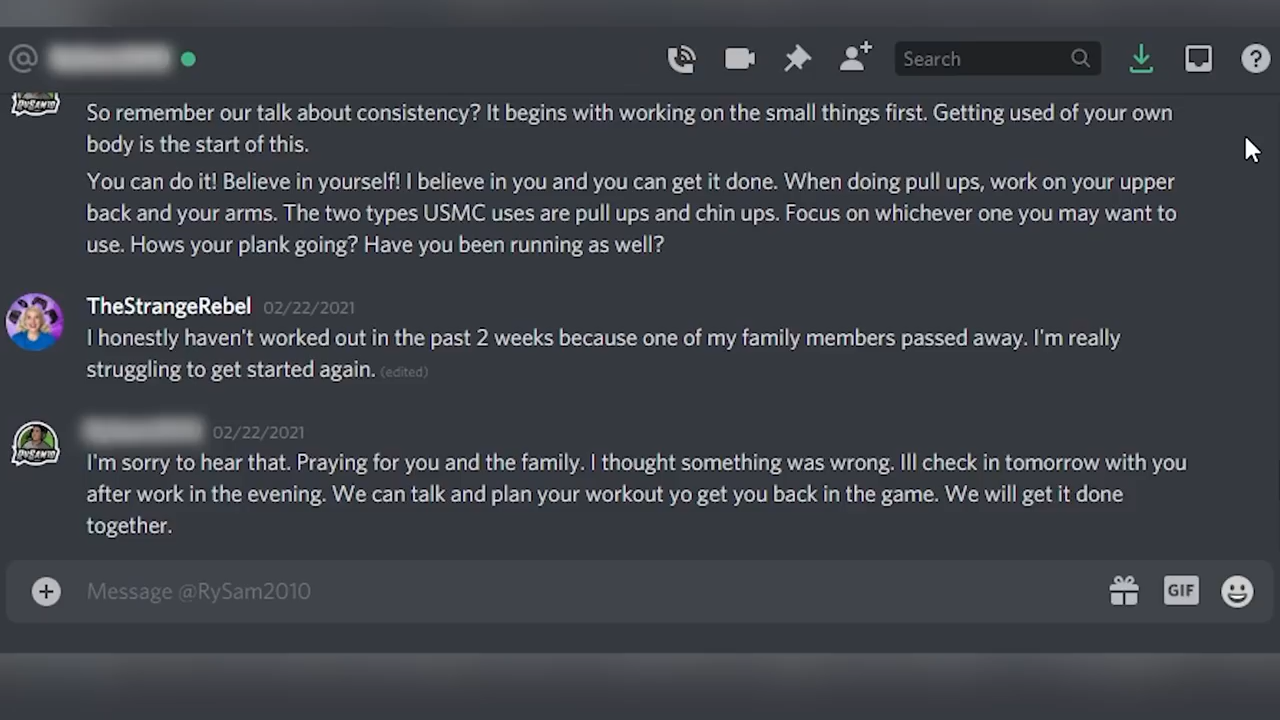 @
Search
So remember our talk about consistency? It begins with working on the small things first. Getting used of your own
body is the start of this.
You can do it! Believe in yourself! I believe in you and you can get it done. When doing pull ups, work on your upper
back and your arms. The two types USMC uses are pull ups and chin ups. Focus on whichever one you may want to
use. Hows your plank going? Have you been running as well?
TheStrangeRebel 02/22/2021
I honestly haven't worked out in the past 2 weeks because one of my family members passed away. I'm really
struggling to get started again. (edited)
02/22/2021
I'm sorry to hear that. Praying for you and the family. I thought something was wrong. Ill check in tomorrow with you
after work in the evening. We can talk and plan your workout yo get you back in the game. We will get it done
together.
Message @RySam2010
GIF